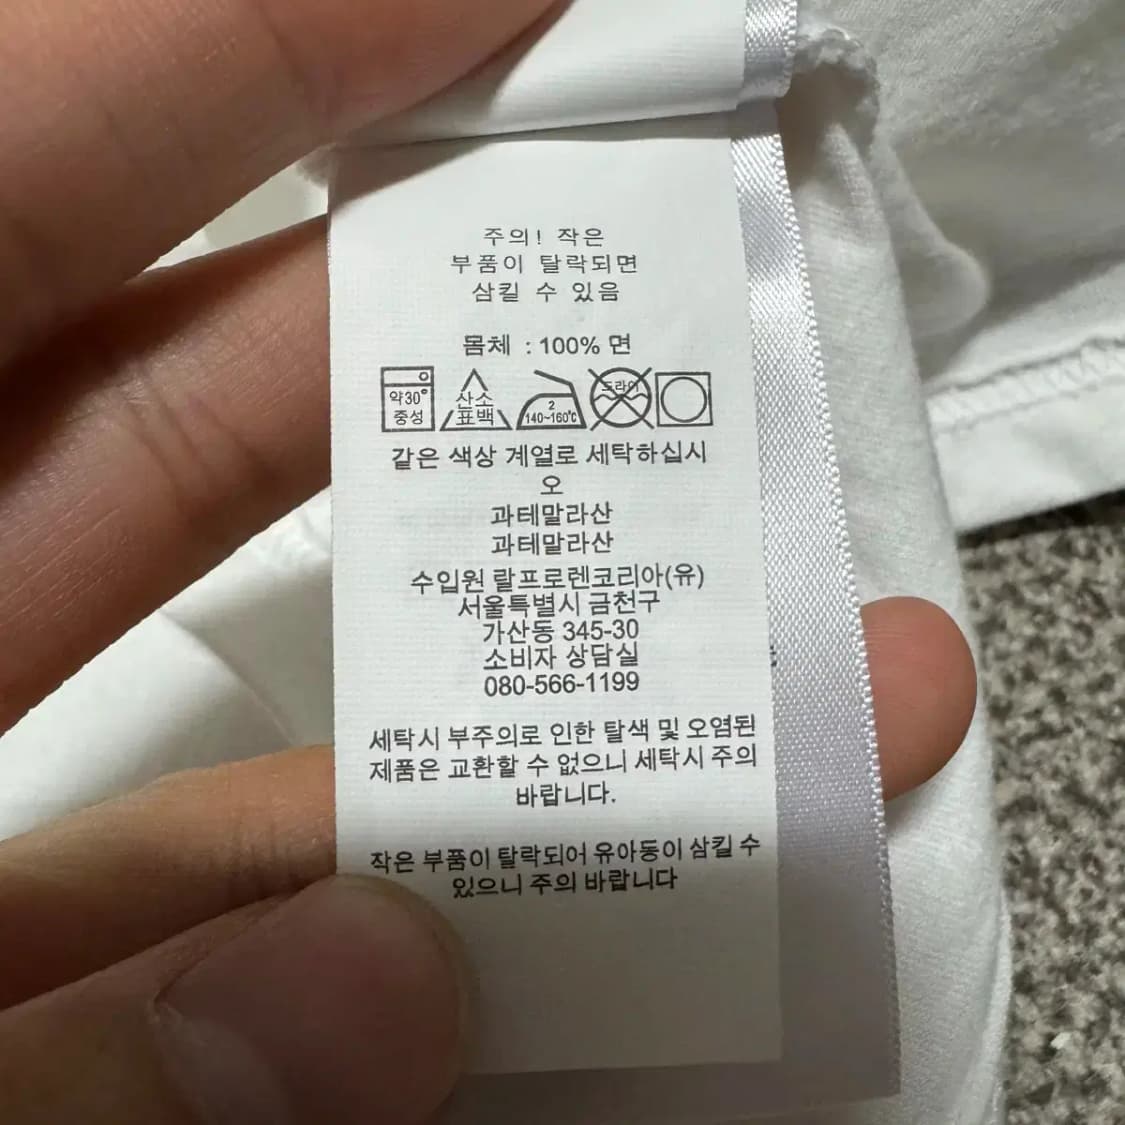 주의! 작은
부품이 탈락되면
삼킬 수 있음
몸체 : 100% 면
약30°
중성
산소
표백
2
140~160℃
드라이
같은 색상 계열로 세탁하십시
오
과테말라산
과테말라산
수입원 랄프로렌코리아(유)
서울특별시 금천구
가산동 345-30
소비자 상담실
080-566-1199
세탁시 부주의로 인한 탈색 및 오염된
제품은 교환할 수 없으니 세탁시 주의
바랍니다.
작은 부품이 탈락되어 유아동이 삼킬 수
있으니 주의 바랍니다